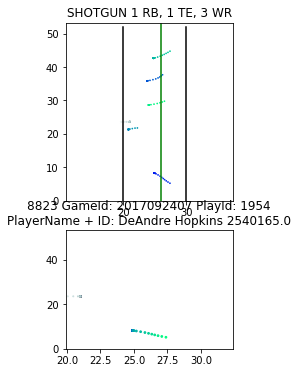 SHOTGUN 1 RB, 1 TE, 3 WR
50
40
30
20
10
0
20
30
8823 GameId: 2017092407 PlayId: 1954
PlayerName + ID: DeAndre Hopkins 2540165.0
40
20
0
20.0 22.5 25.0 27.5 30.0